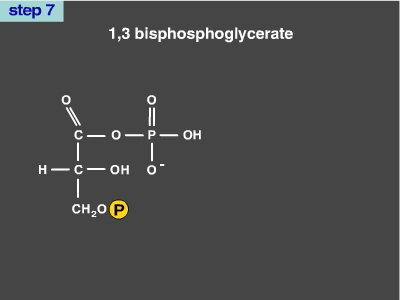 step 7
1,3 bisphosphoglycerate
O O
C O P OH
H C OH O -
CH2O P